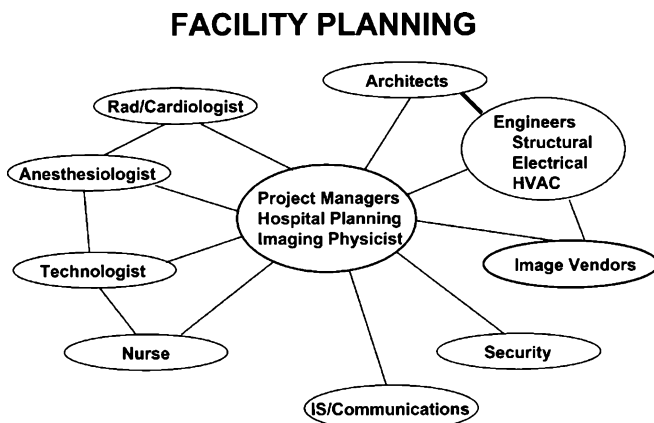 FACILITY PLANNING
Architects
Rad/Cardiologist
Engineers
Structural
Electrical
HVAC
Anesthesiologist
Project Managers
Hospital Planning
Imaging Physicist
Technologist
Image Vendors
Nurse
Security
IS/Communications